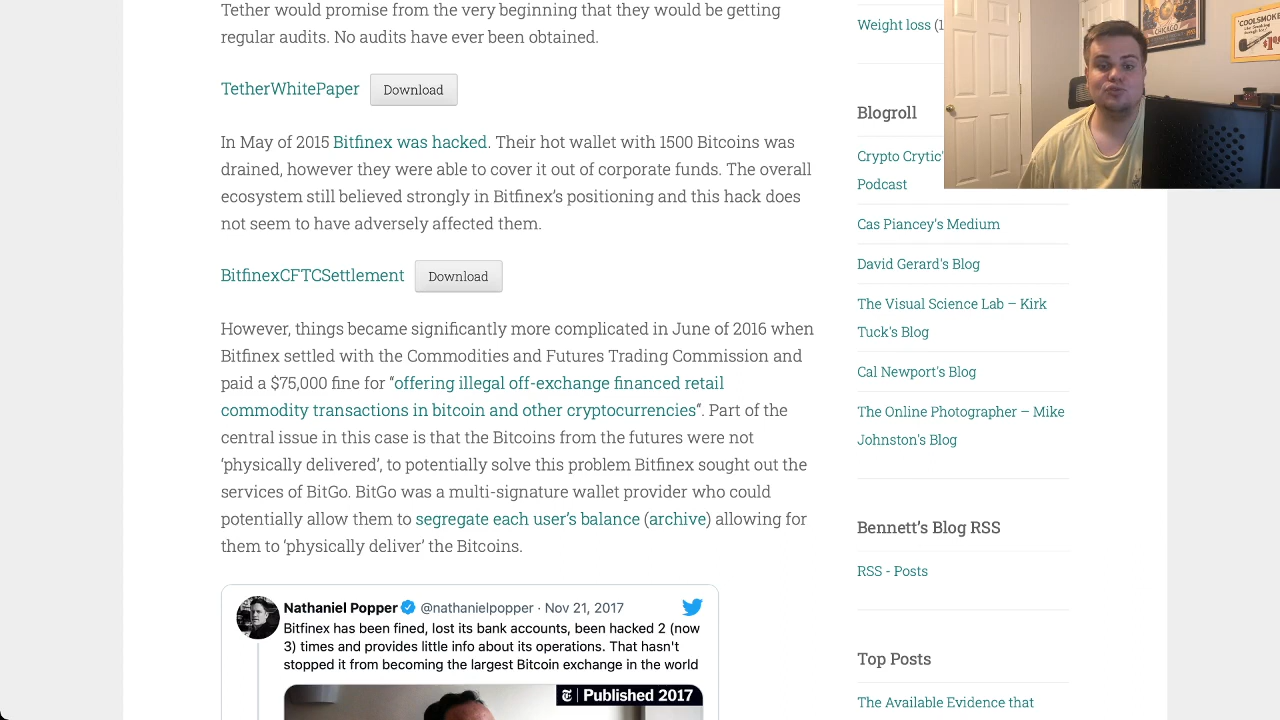 Tether would promise from the very beginning that they would be getting
regular audits. No audits have ever been obtained.
TetherWhitePaper Download
In May of 2015 Bitfinex was hacked. Their hot wallet with 1500 Bitcoins was
drained, however they were able to cover it out of corporate funds. The overall
ecosystem still believed strongly in Bitfinex’s positioning and this hack does
not seem to have adversely affected them.
BitfinexCFTCSettlement Download
However, things became significantly more complicated in June of 2016 when
Bitfinex settled with the Commodities and Futures Trading Commission and
paid a $75,000 fine for “offering illegal off-exchange financed retail
commodity transactions in bitcoin and other cryptocurrencies“. Part of the
central issue in this case is that the Bitcoins from the futures were not
‘physically delivered’, to potentially solve this problem Bitfinex sought out the
services of BitGo. BitGo was a multi-signature wallet provider who could
potentially allow them to segregate each user’s balance (archive) allowing for
them to ‘physically deliver’ the Bitcoins.
Nathaniel Popper @nathanielpopper · Nov 21, 2017
Bitfinex has been fined, lost its bank accounts, been hacked 2 (now
3) times and provides little info about its operations. That hasn't
stopped it from becoming the largest Bitcoin exchange in the world
Published 2017
Weight loss (1
Blogroll
Crypto Crytic'
Podcast
Cas Piancey's Medium
David Gerard's Blog
The Visual Science Lab – Kirk
Tuck's Blog
Cal Newport's Blog
The Online Photographer – Mike
Johnston's Blog
Bennett’s Blog RSS
RSS - Posts
Top Posts
The Available Evidence that
CHICAGO
"COOLSMOKE